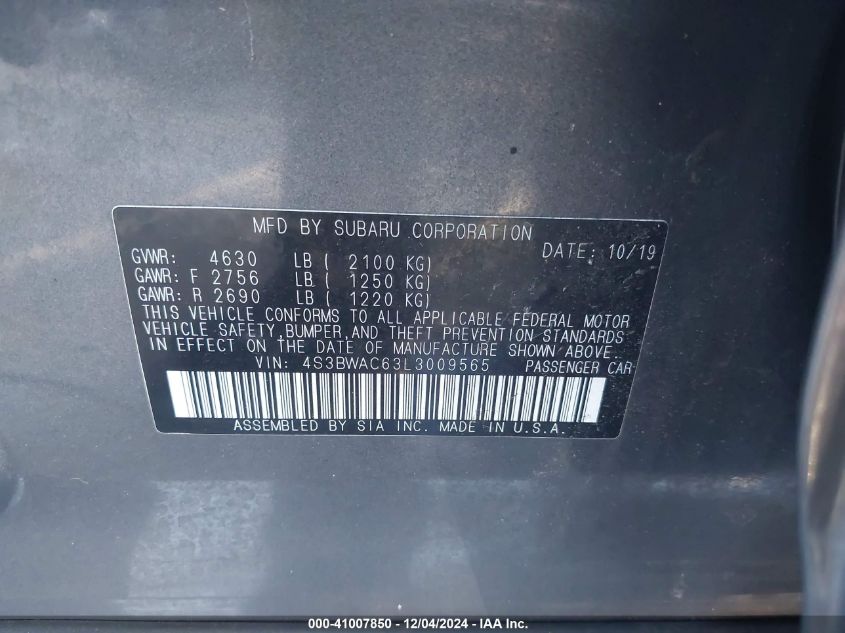 MFD BY SUBARU CORPORATION
DATE: 10/19
GVWR: 4630 LB ( 2100 KG)
GAWR: F 2756 LB ( 1250 KG)
GAWR: R 2690 LB ( 1220 KG)
THIS VEHICLE CONFORMS TO ALL APPLICABLE FEDERAL MOTOR
VEHICLE SAFETY,BUMPER,AND THEFT PREVENTION STANDARDS
IN EFFECT ON THE DATE OF MANUFACTURE SHOWN ABOVE.
VIN: 4S3BWAC63L3009565 PASSENGER CAR
ASSEMBLED BY SIA INC. MADE IN U.S.A.
000-41007850 - 12/04/2024 - IAA Inc.